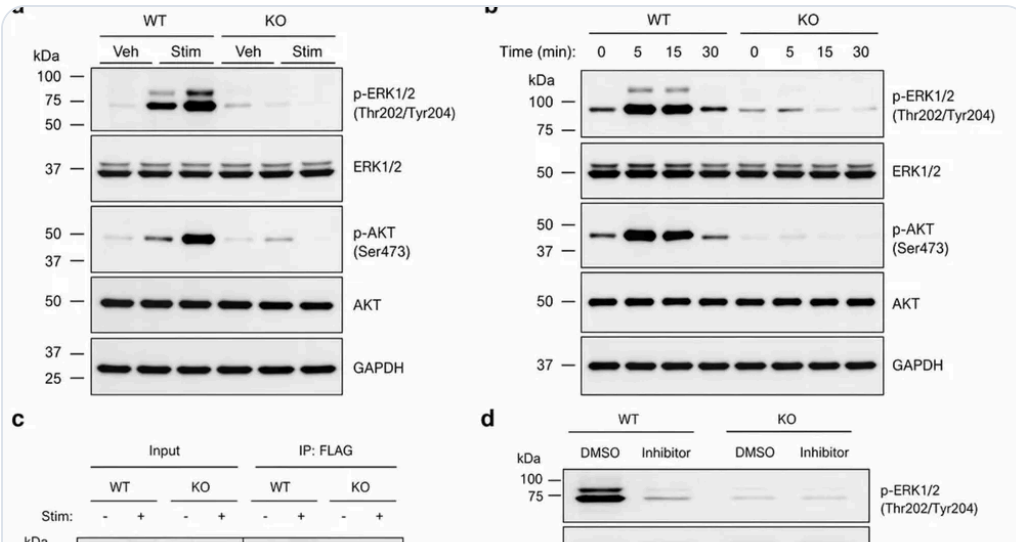 a
WT KO
Veh Stim Veh Stim
kDa
100
75
50
p-ERK1/2
(Thr202/Tyr204)
37
ERK1/2
50
37
p-AKT
(Ser473)
50
AKT
37
25
GAPDH
b
WT KO
Time (min): 0 5 15 30 0 5 15 30
kDa
100
75
p-ERK1/2
(Thr202/Tyr204)
50
ERK1/2
50
37
p-AKT
(Ser473)
50
AKT
37
GAPDH
c
Input IP: FLAG
WT KO WT KO
Stim: - + - + - + - +
kDa
d
WT KO
DMSO Inhibitor DMSO Inhibitor
kDa
100
75
p-ERK1/2
(Thr202/Tyr204)